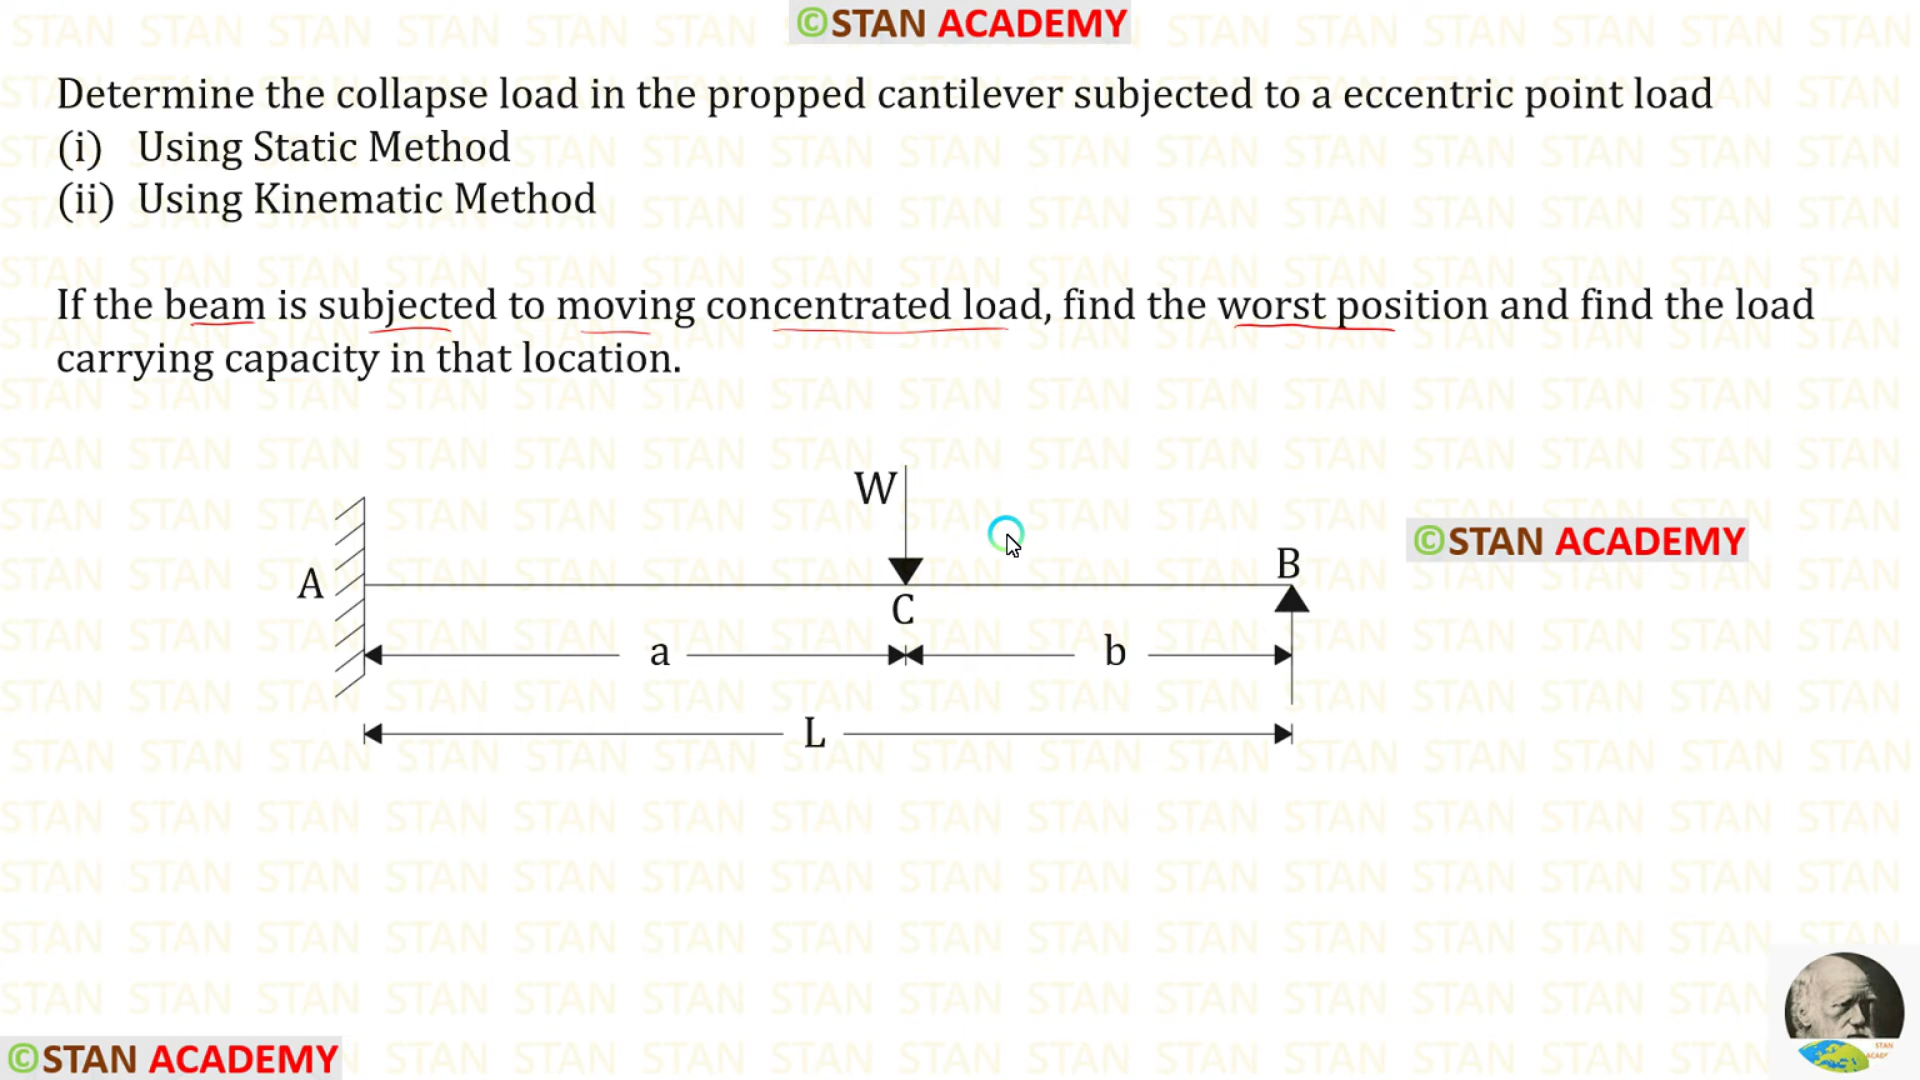 ©STAN ACADEMY
Determine the collapse load in the propped cantilever subjected to a eccentric point load
(i) Using Static Method
(ii) Using Kinematic Method
If the beam is subjected to moving concentrated load, find the worst position and find the load
carrying capacity in that location.
W
©STAN ACADEMY
B
A
C
a
b
L
STAN
©STAN ACADEMY